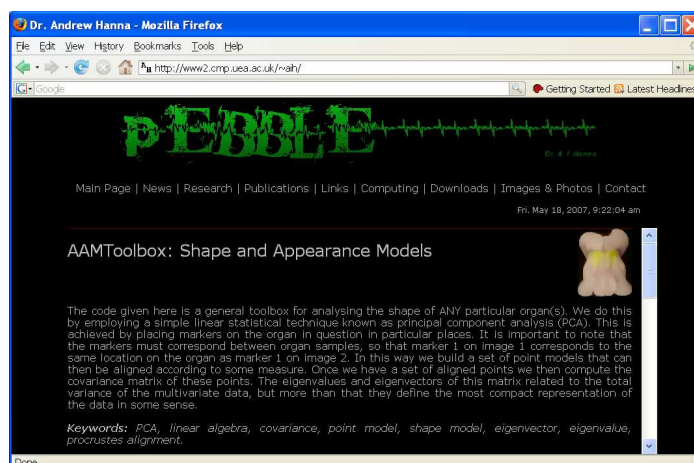 Dr. Andrew Hanna - Mozilla Firefox
File Edit View History Bookmarks Tools Help
http://www2.cmp.uea.ac.uk/~aih/
Google
Getting Started Latest Headlines
pEBBLE
Dr. A I Hanna
Main Page | News | Research | Publications | Links | Computing | Downloads | Images & Photos | Contact
Fri. May 18, 2007, 9:22:04 am
AAMToolbox: Shape and Appearance Models
The code given here is a general toolbox for analysing the shape of ANY particular organ(s). We do this
by employing a simple linear statistical technique known as principal component analysis (PCA). This is
achieved by placing markers on the organ in question in particular places. It is important to note that
the markers must correspond between organ samples, so that marker 1 on image 1 corresponds to the
same location on the organ as marker 1 on image 2. In this way we build a set of point models that can
then be aligned according to some measure. Once we have a set of aligned points we then compute the
covariance matrix of these points. The eigenvalues and eigenvectors of this matrix related to the total
variance of the multivariate data, but more than that they define the most compact representation of
the data in some sense.
Keywords: PCA, linear algebra, covariance, point model, shape model, eigenvector, eigenvalue,
procrustes alignment.
Done